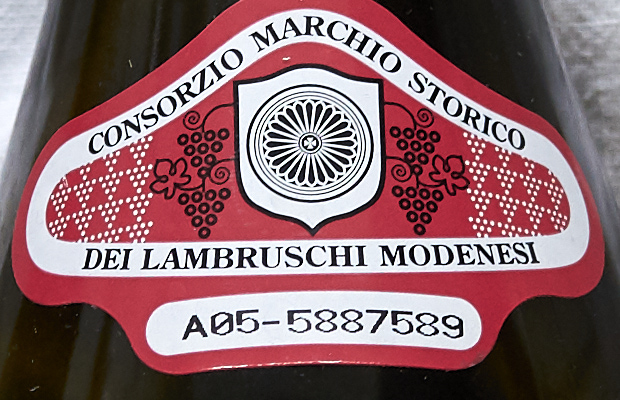 CONSORZIO MARCHIO STORICO
DEI LAMBRUSCHI MODENESI
A05-5887589